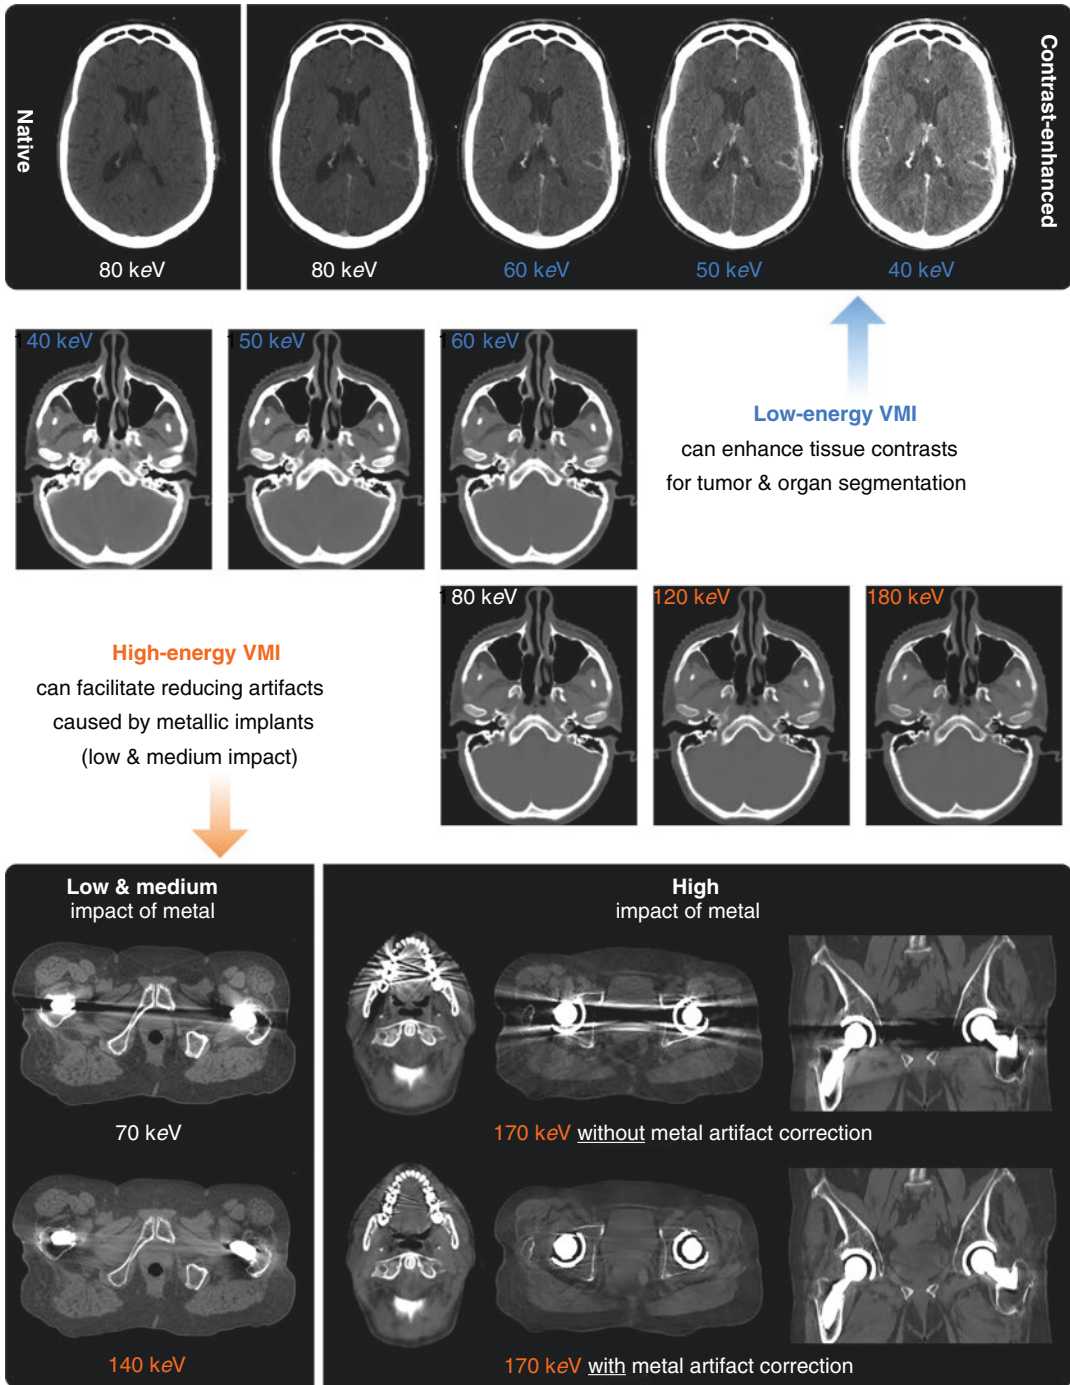 Native
Contrast-enhanced
80 keV
80 keV
60 keV
50 keV
40 keV
40 keV
50 keV
60 keV
Low-energy VMI
can enhance tissue contrasts
for tumor & organ segmentation
80 keV
120 keV
180 keV
High-energy VMI
can facilitate reducing artifacts
caused by metallic implants
(low & medium impact)
Low & medium
impact of metal
70 keV
140 keV
High
impact of metal
170 keV without metal artifact correction
170 keV with metal artifact correction